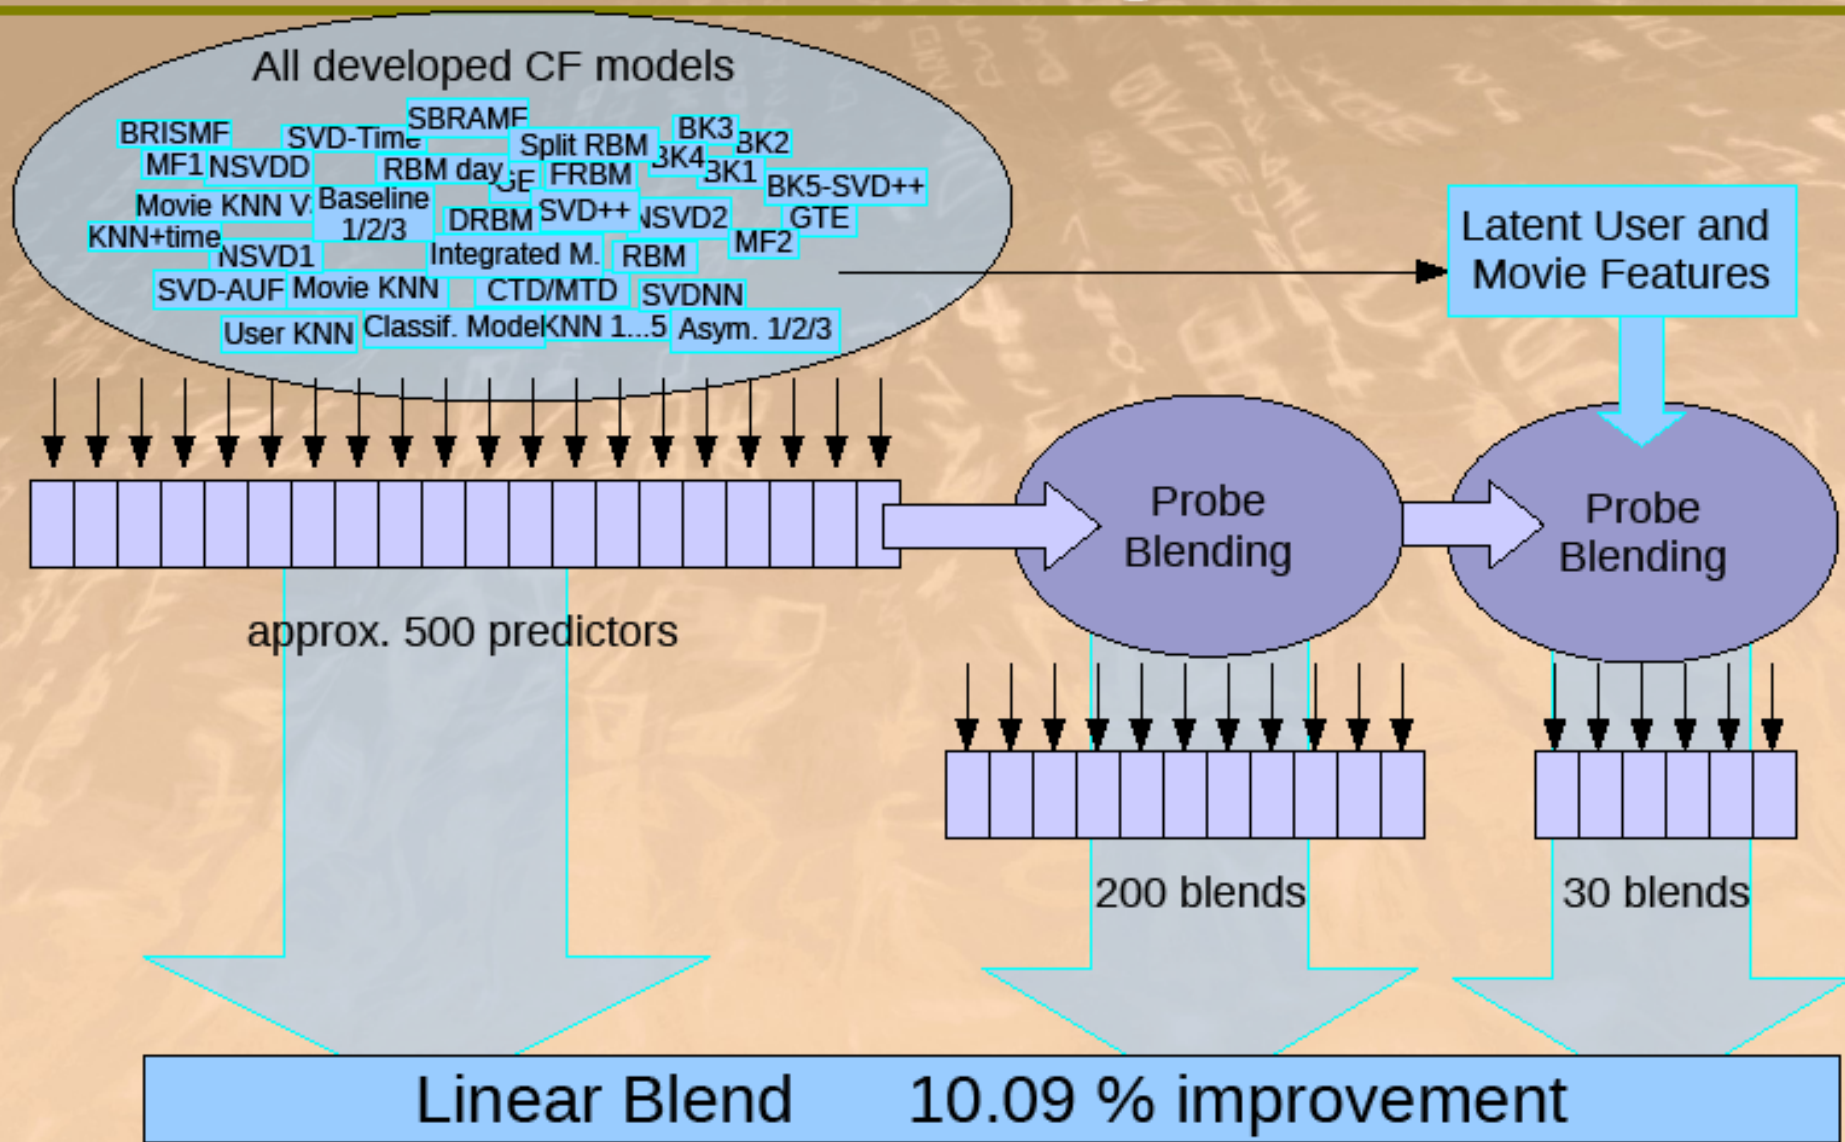 All developed CF models
SBRAMF
BRISMF
SVD-Time
Split RBM
BK3
BK2
MF1
NSVDD
RBM day
FRBM
BK4
BK1
BK5-SVD++
Movie KNN V
Baseline
1/2/3
DRBM
SVD++
NSVD2
GTE
KNN+time
NSVD1
Integrated M.
RBM
MF2
SVD-AUF
Movie KNN
CTD/MTD
SVDNN
User KNN
Classif. Model
KNN 1...5
Asym. 1/2/3
Latent User and
Movie Features
Probe
Blending
Probe
Blending
approx. 500 predictors
200 blends
30 blends
Linear Blend 10.09 % improvement